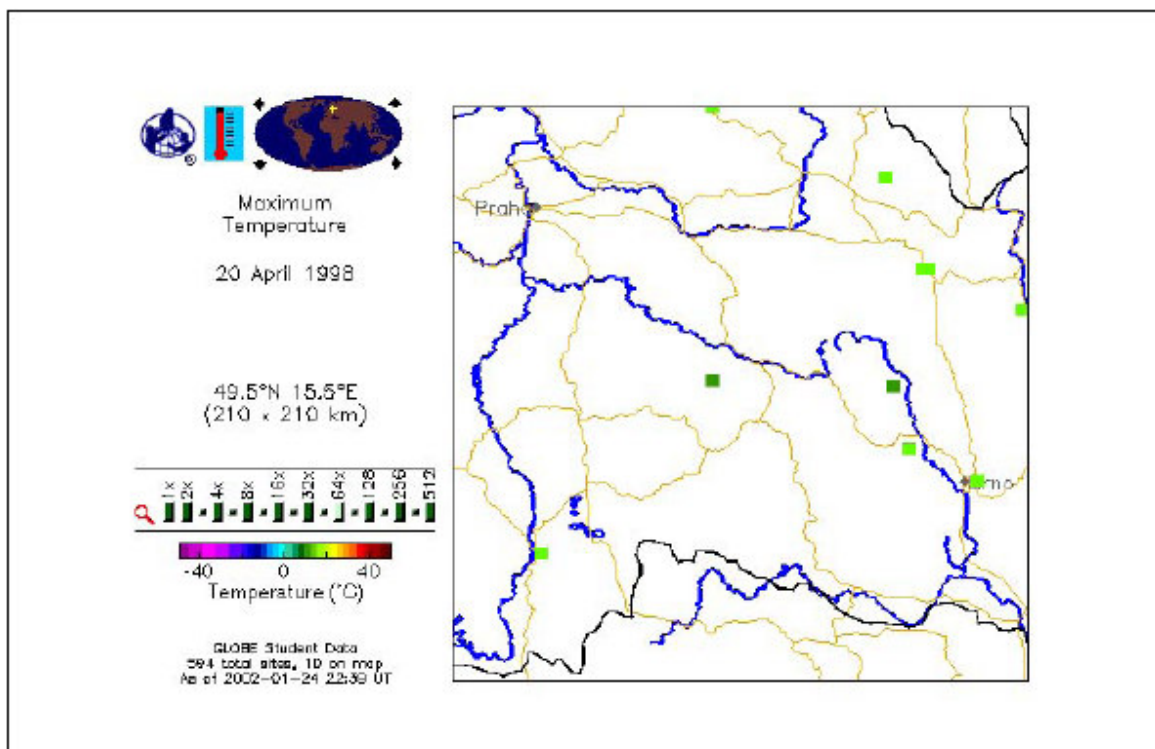 ®
Maximum
Temperature
20 April 1998
49.5°N 15.5°E
(210 x 210 km)
1x 2x 4x 8x 16x 32x 64x 128 256 512
-40 0 40
Temperature (°C)
GLOBE Student Data
594 total sites, 10 on map
As of 2002-01-24 22:39 UT
Praha